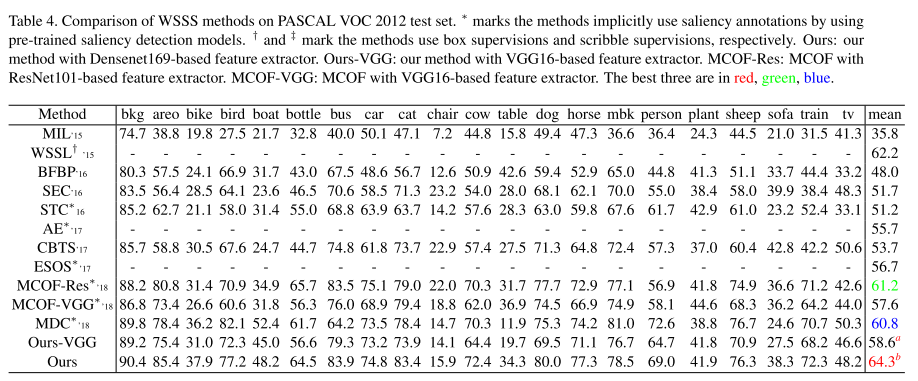 Table 4. Comparison of WSSS methods on PASCAL VOC 2012 test set. * marks the methods implicitly use saliency annotations by using
pre-trained saliency detection models. † and ‡ mark the methods use box supervisions and scribble supervisions, respectively. Ours: our
method with Densenet169-based feature extractor. Ours-VGG: our method with VGG16-based feature extractor. MCOF-Res: MCOF with
ResNet101-based feature extractor. MCOF-VGG: MCOF with VGG16-based feature extractor. The best three are in red, green, blue.
Method bkg areo bike bird boat bottle bus car cat chair cow table dog horse mbk person plant sheep sofa train tv mean
MIL'15 74.7 38.8 19.8 27.5 21.7 32.8 40.0 50.1 47.1 7.2 44.8 15.8 49.4 47.3 36.6 36.4 24.3 44.5 21.0 31.5 41.3 35.8
WSSL†'15 - - - - - - - - - - - - - - - - - - - - - 62.2
BFBP'16 80.3 57.5 24.1 66.9 31.7 43.0 67.5 48.6 56.7 12.6 50.9 42.6 59.4 52.9 65.0 44.8 41.3 51.1 33.7 44.4 33.2 48.0
SEC'16 83.5 56.4 28.5 64.1 23.6 46.5 70.6 58.5 71.3 23.2 54.0 28.0 68.1 62.1 70.0 55.0 38.4 58.0 39.9 38.4 48.3 51.7
STC*'16 85.2 62.7 21.1 58.0 31.4 55.0 68.8 63.9 63.7 14.2 57.6 28.3 63.0 59.8 67.6 61.7 42.9 61.0 23.2 52.4 33.1 51.2
AE*'17 - - - - - - - - - - - - - - - - - - - - - 55.7
CBTS'17 85.7 58.8 30.5 67.6 24.7 44.7 74.8 61.8 73.7 22.9 57.4 27.5 71.3 64.8 72.4 57.3 37.0 60.4 42.8 42.2 50.6 53.7
ESOS*'17 - - - - - - - - - - - - - - - - - - - - - 56.7
MCOF-Res*'18 88.2 80.8 31.4 70.9 34.9 65.7 83.5 75.1 79.0 22.0 70.3 31.7 77.7 72.9 77.1 56.9 41.8 74.9 36.6 71.2 42.6 61.2
MCOF-VGG*'18 86.8 73.4 26.6 60.6 31.8 56.3 76.0 68.9 79.4 18.8 62.0 36.9 74.5 66.9 74.9 58.1 44.6 68.3 36.2 64.2 44.0 57.6
MDC*'18 89.8 78.4 36.2 82.1 52.4 61.7 64.2 73.5 78.4 14.7 70.3 11.9 75.3 74.2 81.0 72.6 38.8 76.7 24.6 70.7 50.3 60.8
Ours-VGG 89.2 75.4 31.0 72.3 45.0 56.6 79.3 73.2 73.9 14.1 64.4 19.7 69.5 71.1 76.7 64.7 41.8 70.9 27.5 68.2 46.6 58.6a
Ours 90.4 85.4 37.9 77.2 48.2 64.5 83.9 74.8 83.4 15.9 72.4 34.3 80.0 77.3 78.5 69.0 41.9 76.3 38.3 72.3 48.2 64.3b